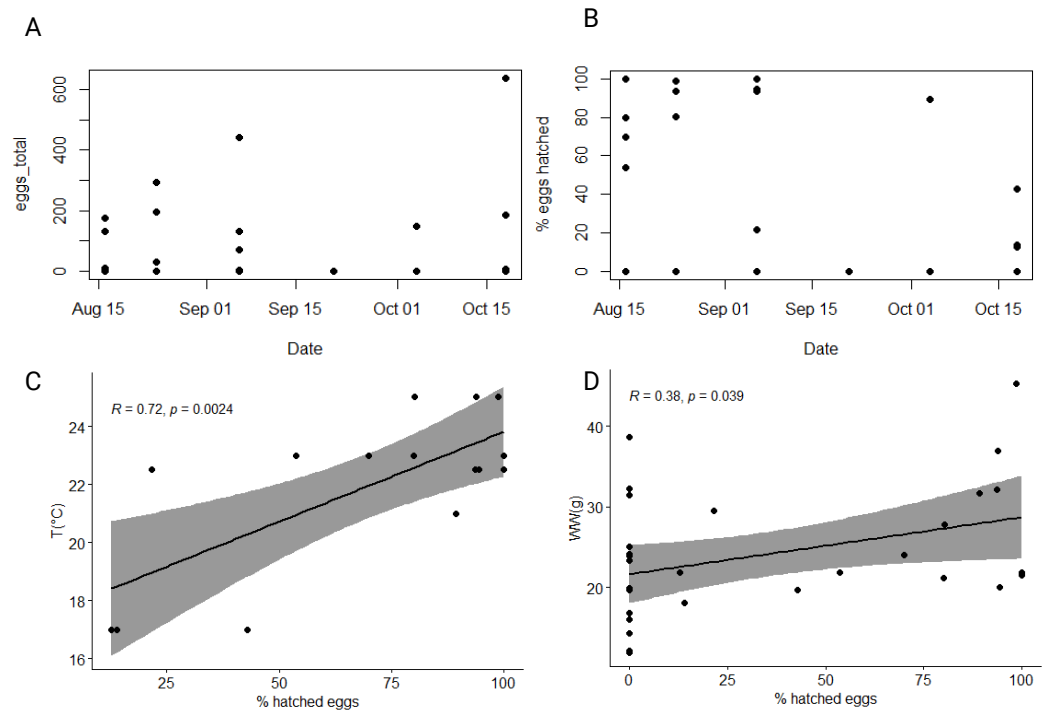 A
B
eggs_total
0
200
400
600
Aug 15
Sep 01
Sep 15
Oct 01
Oct 15
Date
% eggs hatched
0
20
40
60
80
100
Aug 15
Sep 01
Sep 15
Oct 01
Oct 15
Date
C
R = 0.72, p = 0.0024
T(°C)
24
22
20
18
16
25
50
75
100
% hatched eggs
D
R = 0.38, p = 0.039
WW(g)
40
30
20
0
25
50
75
100
% hatched eggs